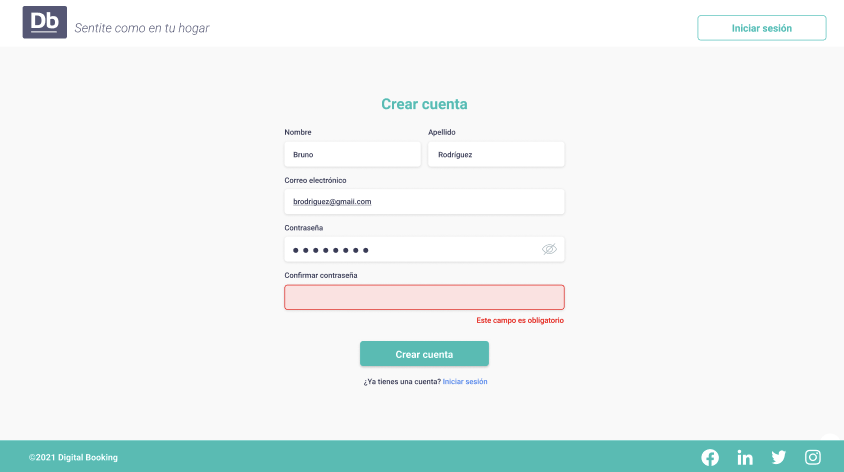 Db
Sentite como en tu hogar
Iniciar sesión
Crear cuenta
Nombre
Apellido
Bruno
Rodríguez
Correo electrónico
brodriguez@gmail.com
Contraseña
Confirmar contraseña
Este campo es obligatorio
Crear cuenta
¿Ya tienes una cuenta? Iniciar sesión
©2021 Digital Booking